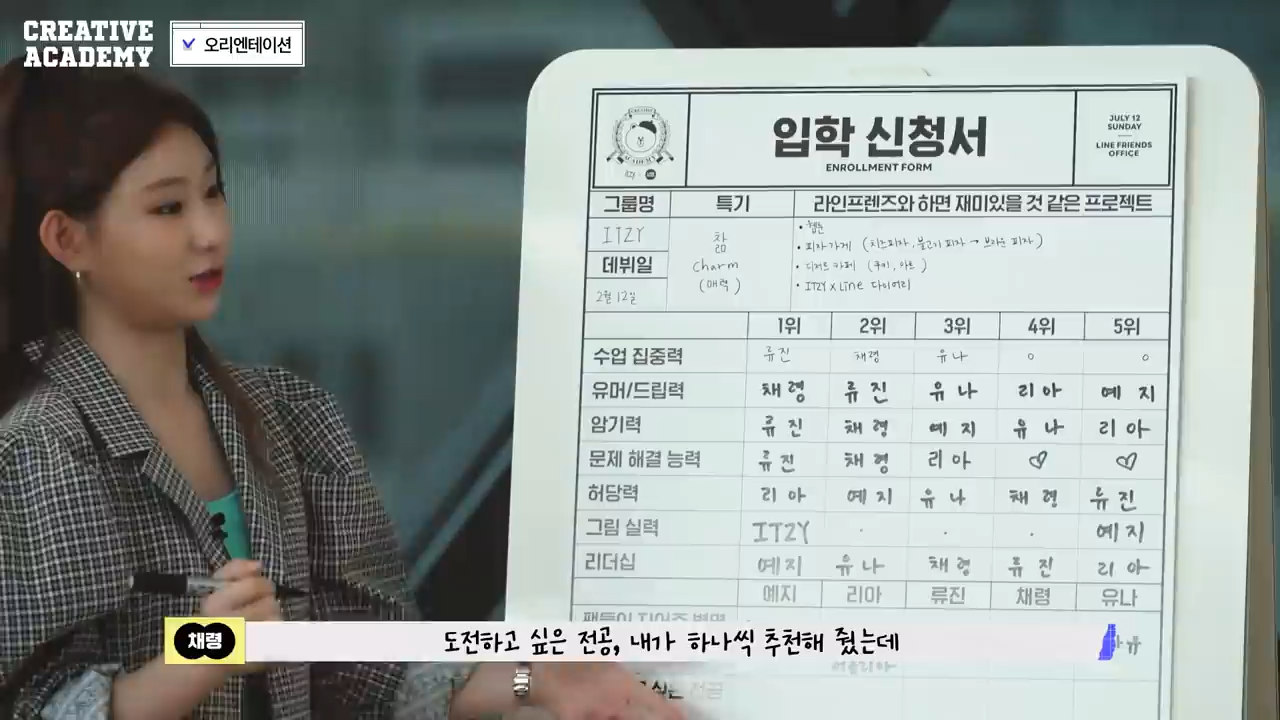 CREATIVE
ACADEMY
오리엔테이션
입학 신청서
ENROLLMENT FORM
JULY 12
SUNDAY
LINE FRIENDS
OFFICE
그룹명 특기 라인프렌즈와 하면 재미있을 것 같은 프로젝트
ITZY
참
Charm
(매력)
• 웹툰
• 피자가게 (치즈피자, 불고기 피자 → 브라운 피자)
• 디저트 카페 (쿠키,
• ITZY x Line 다이어리
데뷔일
2월 12일
1위 2위 3위 4위 5위
수업 집중력 류진 채령 유나 ○ ○
유머/드립력 채령 류진 유나 리아 예지
암기력 류진 채령 예지 유나 리아
문제 해결 능력 류진 채령 리아 ♡ ♡
허당력 리아 예지 유나 채령 류진
그림 실력 ITZY · · · 예지
리더십 예지 유나 채령 류진 리아
예지 리아 류진 채령 유나
채령
도전하고 싶은 전공, 내가 하나씩 추천해 줬는데